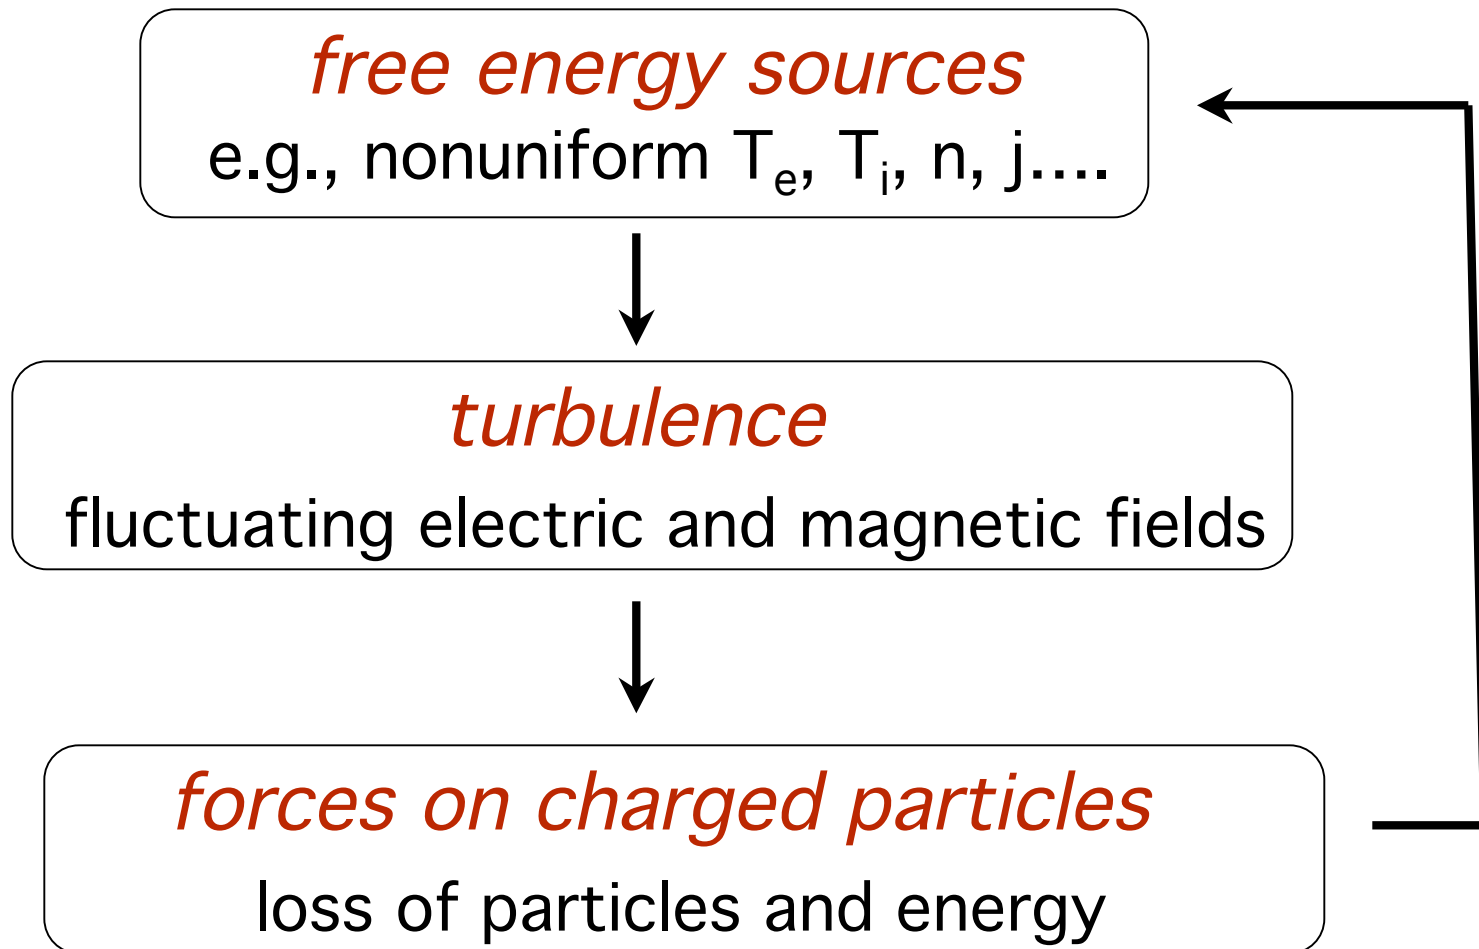 free energy sources
e.g., nonuniform Te, Ti, n, j....
turbulence
fluctuating electric and magnetic fields
forces on charged particles
loss of particles and energy